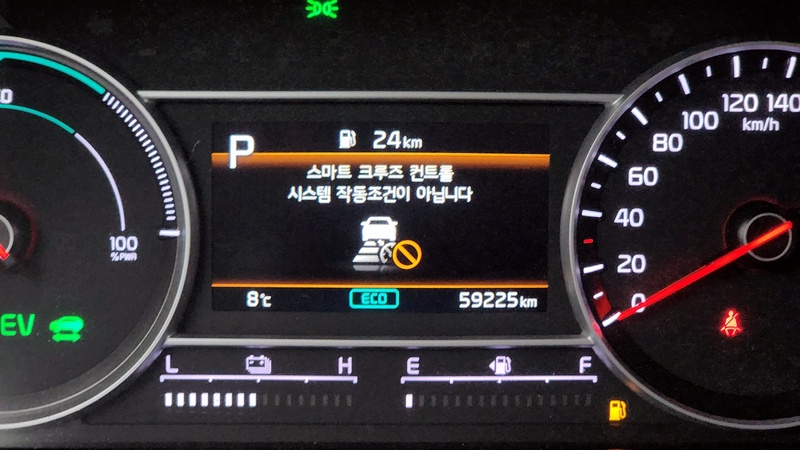 P
24km
스마트 크루즈 컨트롤
시스템 작동조건이 아닙니다
8℃
ECO
59225km
100
%PWR
EV
L
H
E
F
140
120
km/h
100
80
60
40
20
0